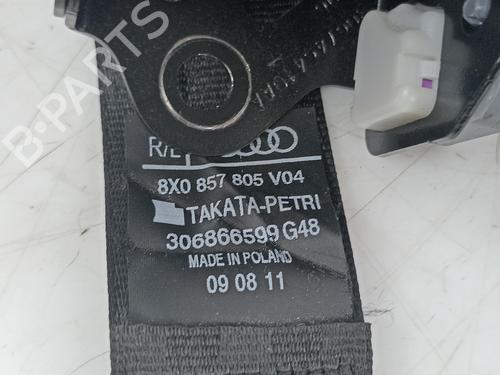 B-PARTS
R/L
8X0 857 805 V04
TAKATA-PETRI
306866599 G48
MADE IN POLAND
09 08 11